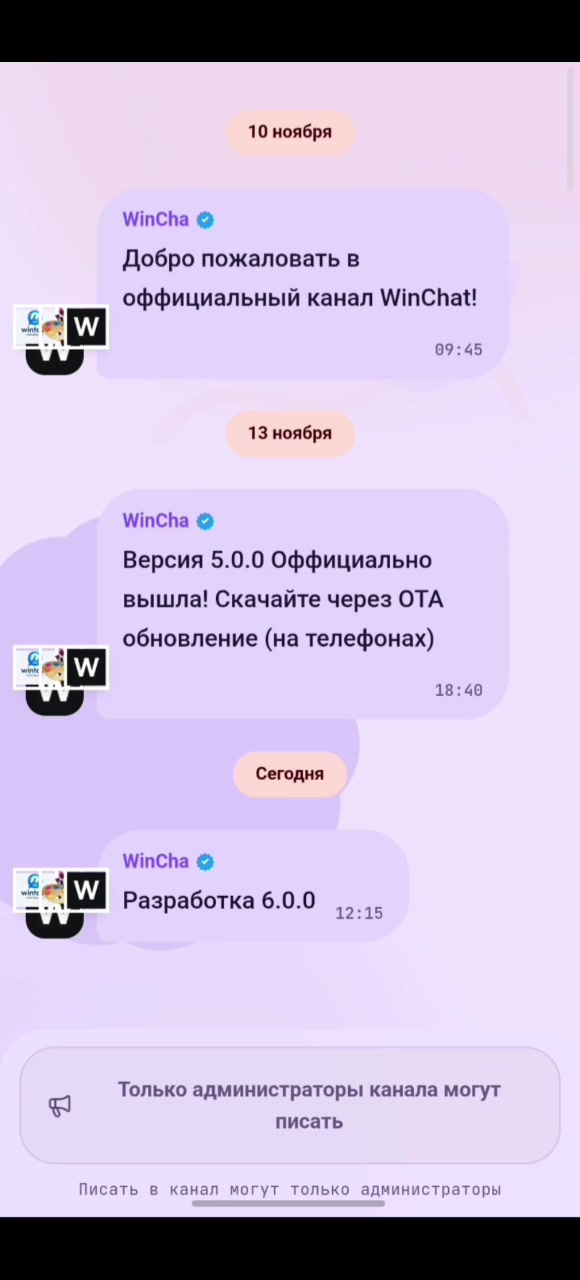 10 ноября
WinCha
Добро пожаловать в
оффициальный канал WinChat!
09:45
W
W
13 ноября
WinCha
Версия 5.0.0 Оффициально
вышла! Скачайте через OTA
обновление (на телефонах)
18:40
W
W
Сегодня
WinCha
Разработка 6.0.0
12:15
W
W
Только администраторы канала могут
писать
Писать в канал могут только администраторы